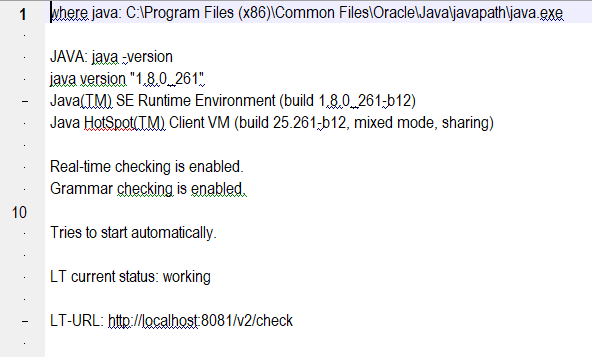 1 where java: C:\Program Files (x86)\Common Files\Oracle\Java\javapath\java.exe
JAVA: java -version
java version "1.8.0_261"
Java(TM) SE Runtime Environment (build 1.8.0_261-b12)
Java HotSpot(TM) Client VM (build 25.261-b12, mixed mode, sharing)
Real-time checking is enabled.
Grammar checking is enabled.
10
Tries to start automatically.
LT current status: working
LT-URL: http://localhost:8081/v2/check